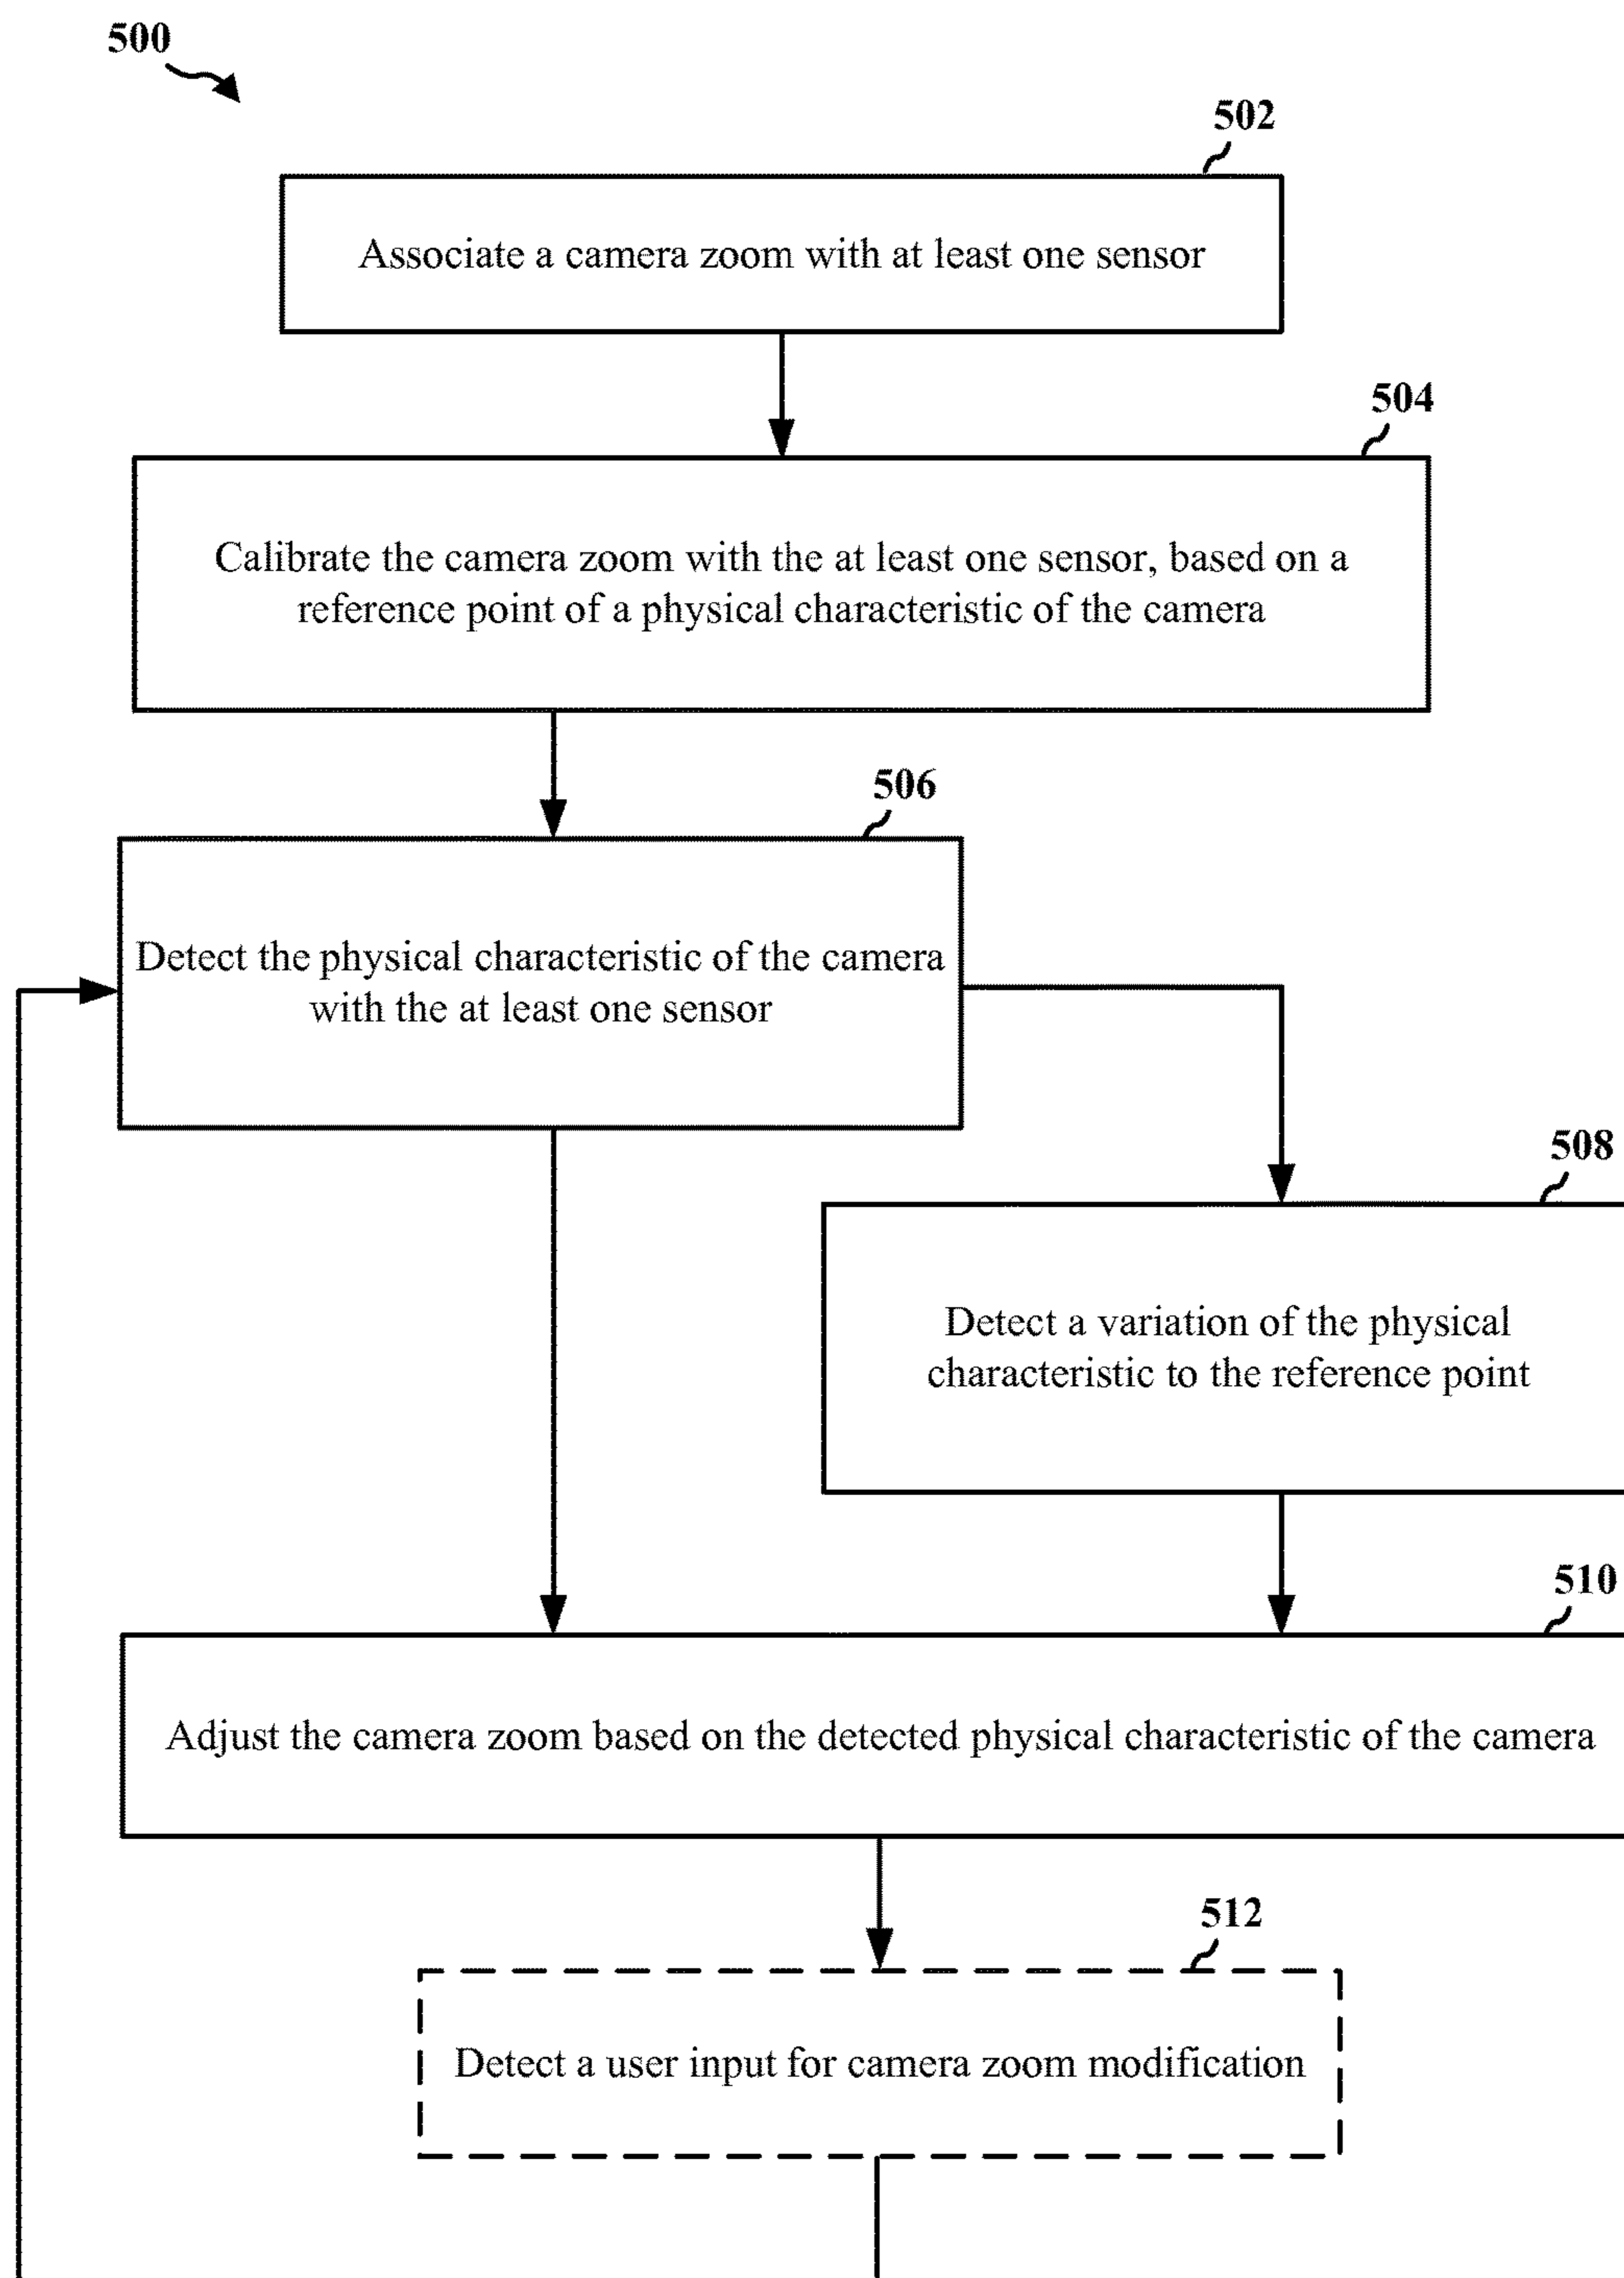 500
502
Associate a camera zoom with at least one sensor
504
Calibrate the camera zoom with the at least one sensor, based on a
reference point of a physical characteristic of the camera
506
Detect the physical characteristic of the camera
with the at least one sensor
508
Detect a variation of the physical
characteristic to the reference point
510
Adjust the camera zoom based on the detected physical characteristic of the camera
512
Detect a user input for camera zoom modification